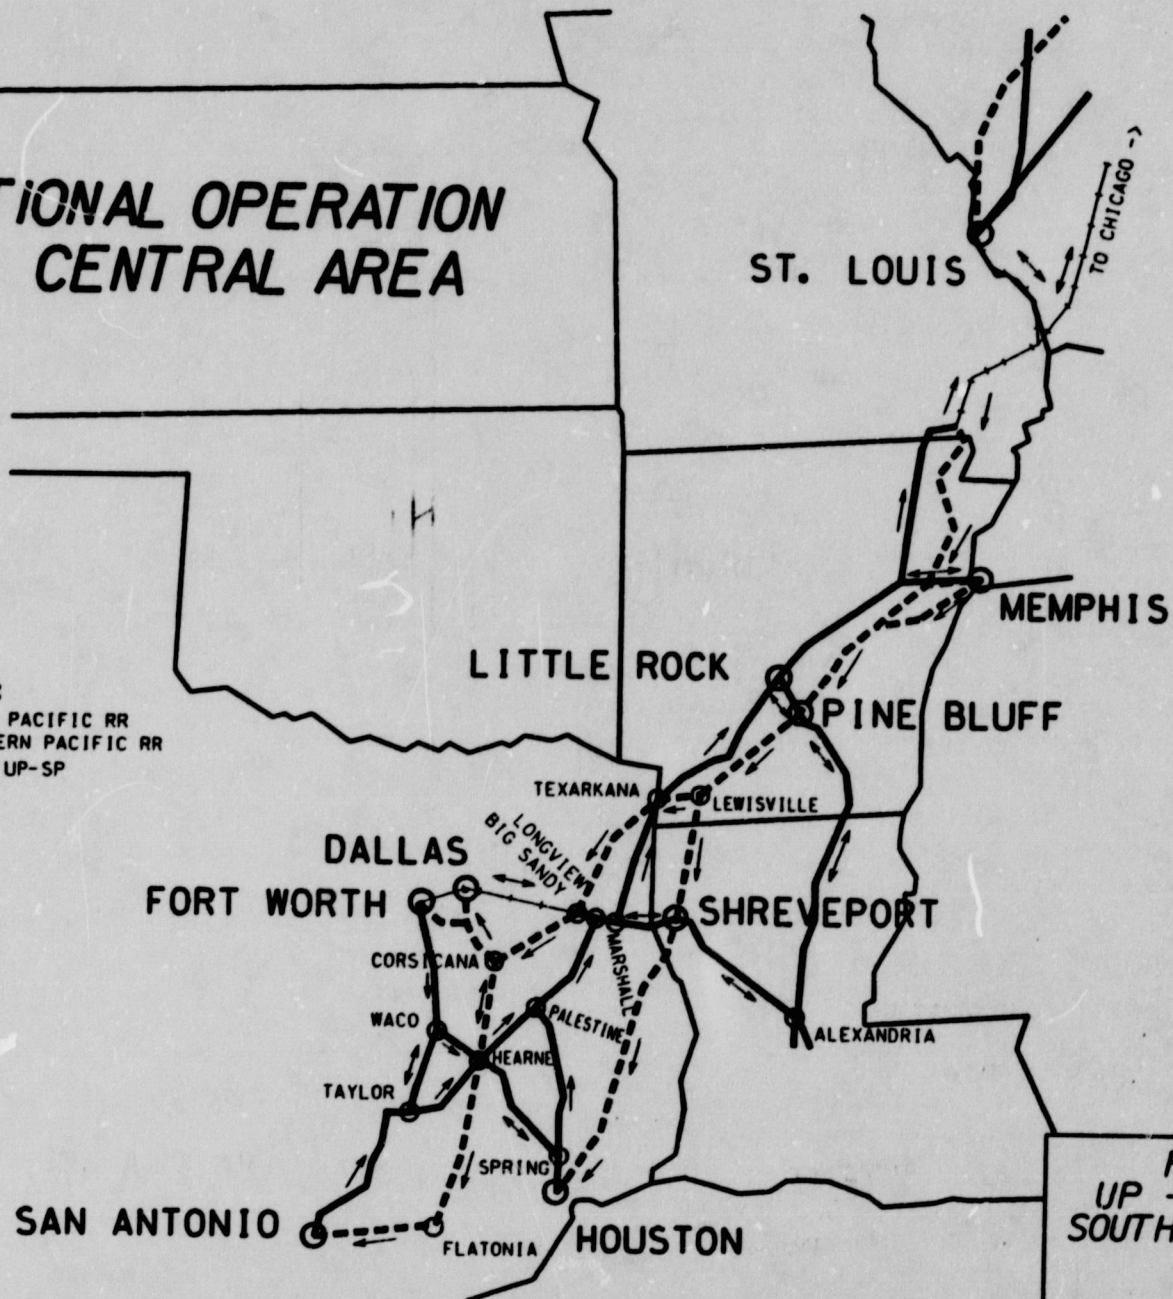 TIONAL OPERATION
CENTRAL AREA
TO CHICAGO ->
ST. LOUIS
MEMPHIS
LITTLE ROCK
PINE BLUFF
PACIFIC RR
ERN PACIFIC RR
UP-SP
TEXARKANA
LEWISVILLE
LONGVIEW
BIG SANDY
DALLAS
FORT WORTH
SHREVEPORT
MARSHALL
CORSICANA
WACO
PALESTINE
HEARNE
ALEXANDRIA
TAYLOR
SPRING
SAN ANTONIO
FLATONIA
HOUSTON
UP -
SOUTH